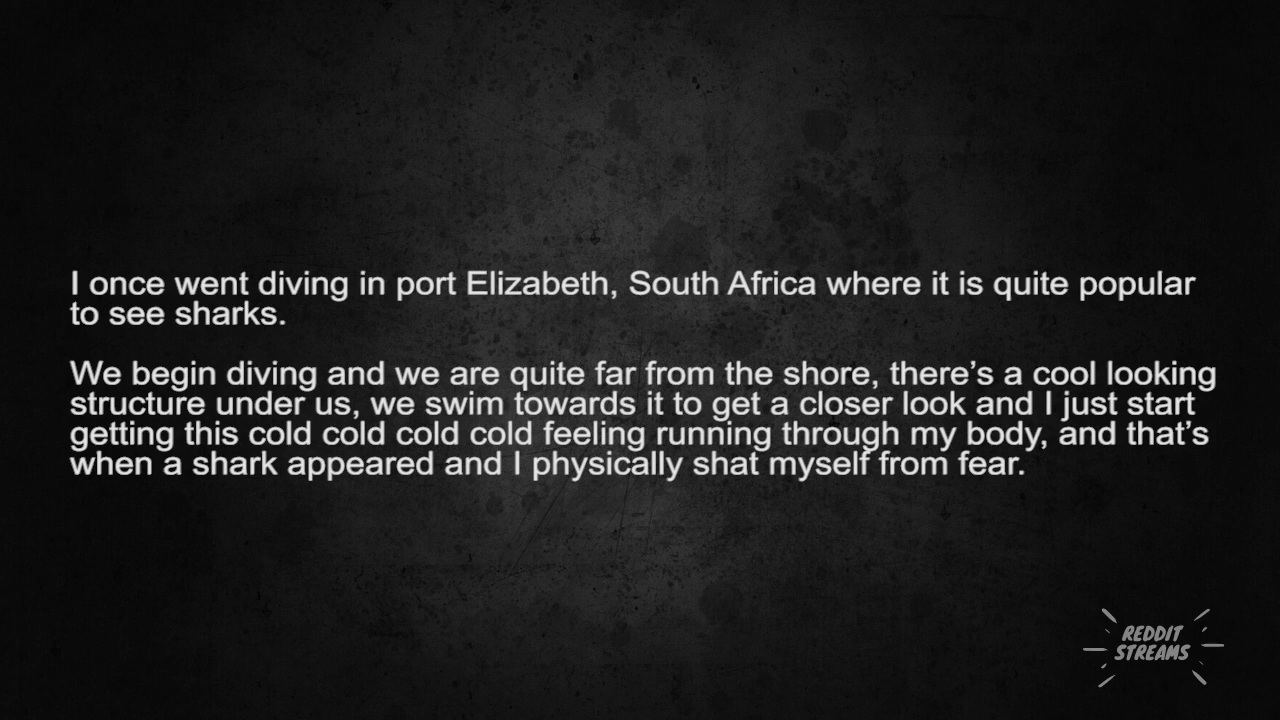 I once went diving in port Elizabeth, South Africa where it is quite popular
to see sharks.
We begin diving and we are quite far from the shore, there’s a cool looking
structure under us, we swim towards it to get a closer look and I just start
getting this cold cold cold cold feeling running through my body, and that’s
when a shark appeared and I physically shat myself from fear.
REDDIT
STREAMS